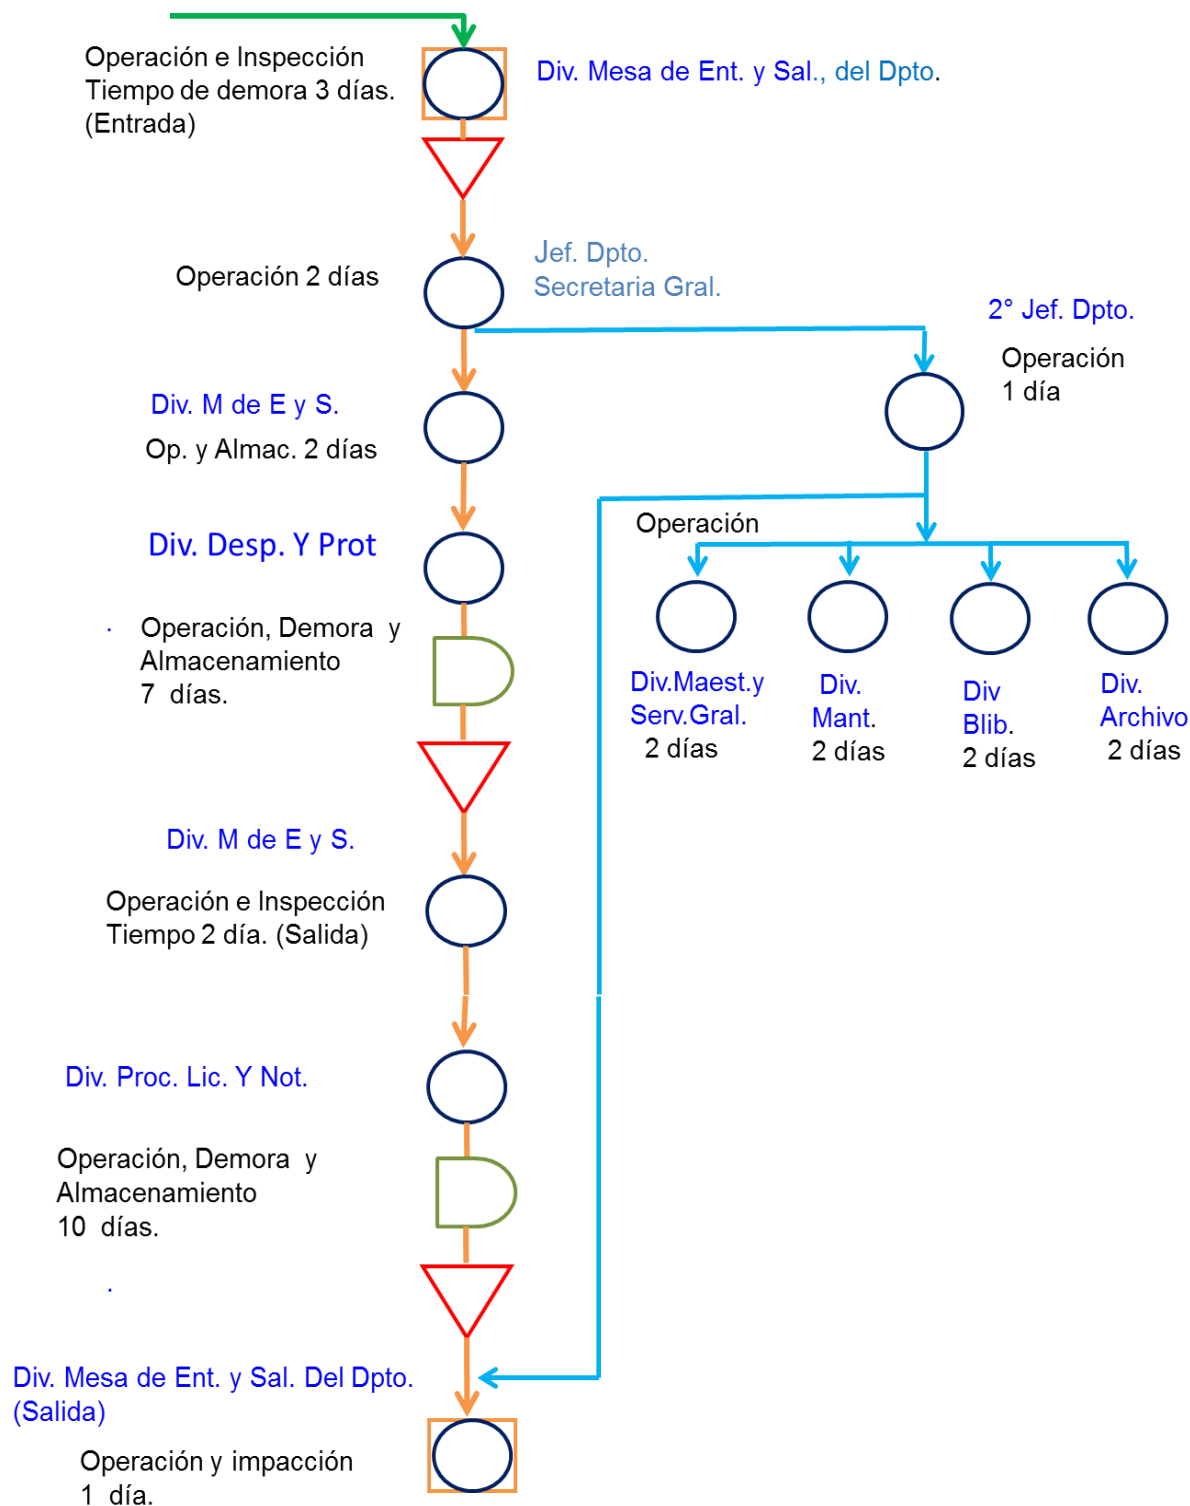 Operación e Inspección
Tiempo de demora 3 días.
(Entrada)
Div. Mesa de Ent. y Sal., del Dpto.
Operación 2 días
Jef. Dpto.
Secretaria Gral.
2° Jef. Dpto.
Operación
1 día
Div. M de E y S.
Op. y Almac. 2 días
Operación
Div. Desp. Y Prot
. Operación, Demora y
Almacenamiento
7 días.
Div.Maest.y
Serv.Gral.
2 días
Div.
Mant.
2 días
Div
Blib.
2 días
Div.
Archivo
2 días
Div. M de E y S.
Operación e Inspección
Tiempo 2 día. (Salida)
Div. Proc. Lic. Y Not.
Operación, Demora y
Almacenamiento
10 días.
.
Div. Mesa de Ent. y Sal. Del Dpto.
(Salida)
Operación y impacción
1 día.